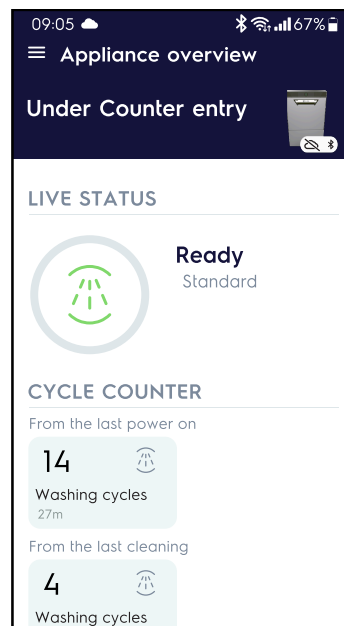 09:05 67%
Appliance overview
Under Counter entry
LIVE STATUS
Ready
Standard
CYCLE COUNTER
From the last power on
14
Washing cycles
27m
From the last cleaning
4
Washing cycles